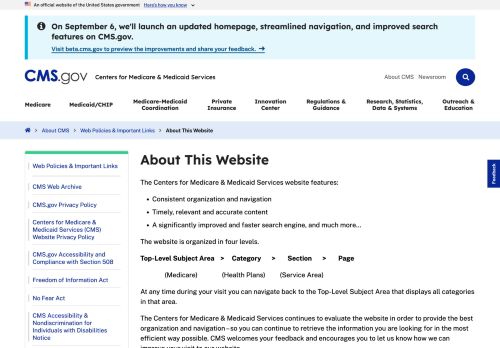 An official website of the United States government Here's how you know
On September 6, we'll launch an updated homepage, streamlined navigation, and improved search
features on CMS.gov.
Visit beta.cms.gov to preview the improvements and share your feedback.
CMS.gov Centers for Medicare & Medicaid Services
About CMS Newsroom
Medicare Medicaid/CHIP Medicare-Medicaid Coordination Private Insurance Innovation Center Regulations & Guidance Research, Statistics, Data & Systems Outreach & Education
About CMS > Web Policies & Important Links > About This Website
Feedback
Web Policies & Important Links
CMS Web Archive
CMS.gov Privacy Policy
Centers for Medicare &
Medicaid Services (CMS)
Website Privacy Policy
CMS.gov Accessibility and
Compliance with Section 508
Freedom of Information Act
No Fear Act
CMS Accessibility &
Nondiscrimination for
Individuals with Disabilities
Notice
About This Website
The Centers for Medicare & Medicaid Services website features:
• Consistent organization and navigation
• Timely, relevant and accurate content
• A significantly improved and faster search engine, and much more...
The website is organized in four levels.
Top-Level Subject Area > Category > Section > Page
(Medicare) (Health Plans) (Service Area)
At any time during your visit you can navigate back to the Top-Level Subject Area that displays all categories
in that area.
The Centers for Medicare & Medicaid Services continues to evaluate the website in order to provide the best
organization and navigation–so you can continue to retrieve the information you are looking for in the most
efficient way possible. CMS welcomes your feedback and encourages you to let us know how we can
improve your visit to our website.